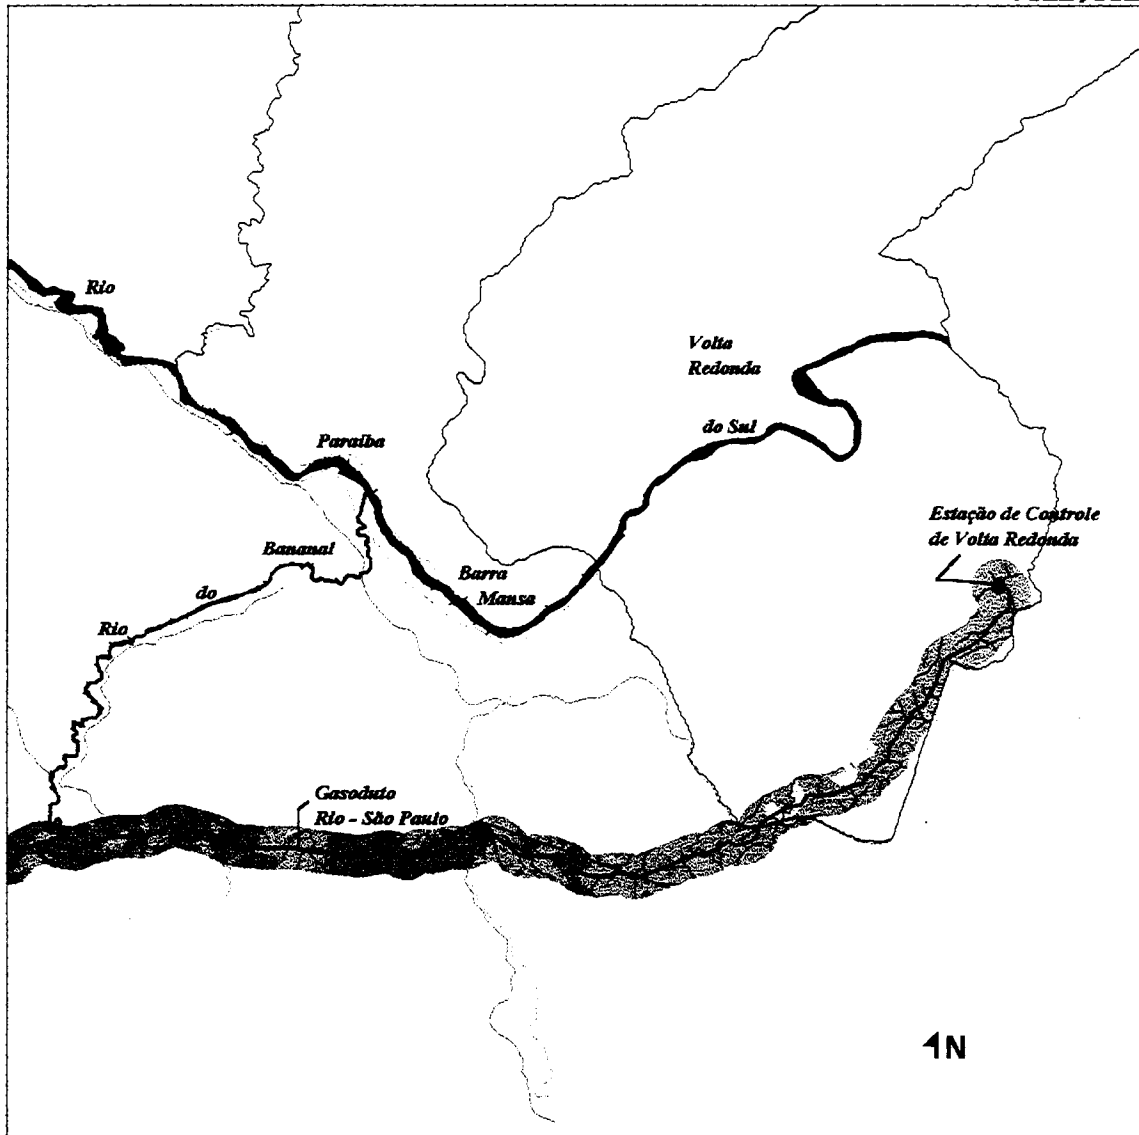 Rio
Volta
Redonda
do Sul
Paraíba
Estação de Controle
de Volta Redonda
Bananal
Barra
Mansa
do
Rio
Gasoduto
Rio - São Paulo
N